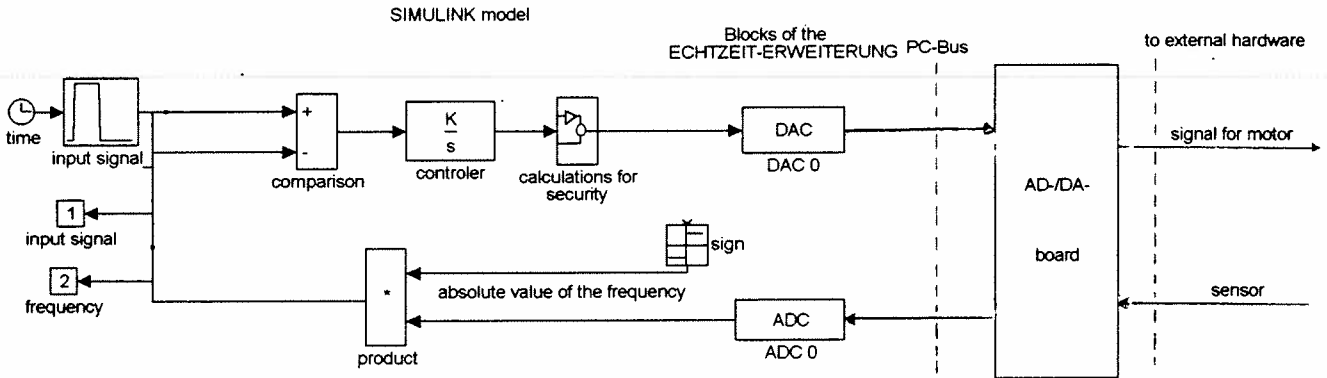 SIMULINK model
Blocks of the
ECHTZEIT-ERWEITERUNG
PC-Bus
to external hardware
time
input signal
+
-
comparison
K
s
controler
calculations for
security
DAC
DAC 0
signal for motor
AD-/DA-
board
1
input signal
2
frequency
*
product
sign
absolute value of the frequency
ADC
ADC 0
sensor